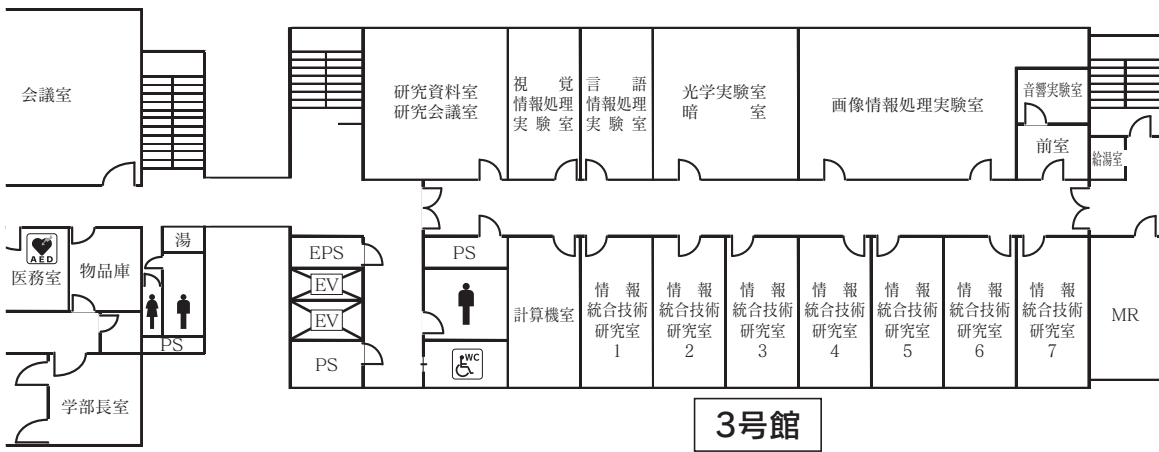 会議室
研究資料室
研究会議室
視覚
情報処理
実験室
言語
情報処理
実験室
光学実験室
暗室
画像情報処理実験室
音響実験室
前室
給湯室
AED
医務室
物品庫
湯
PS
学部長室
EPS
EV
EV
PS
PS
WC
計算機室
情報
統合技術
研究室
1
情報
統合技術
研究室
2
情報
統合技術
研究室
3
情報
統合技術
研究室
4
情報
統合技術
研究室
5
情報
統合技術
研究室
6
情報
統合技術
研究室
7
MR
3号館